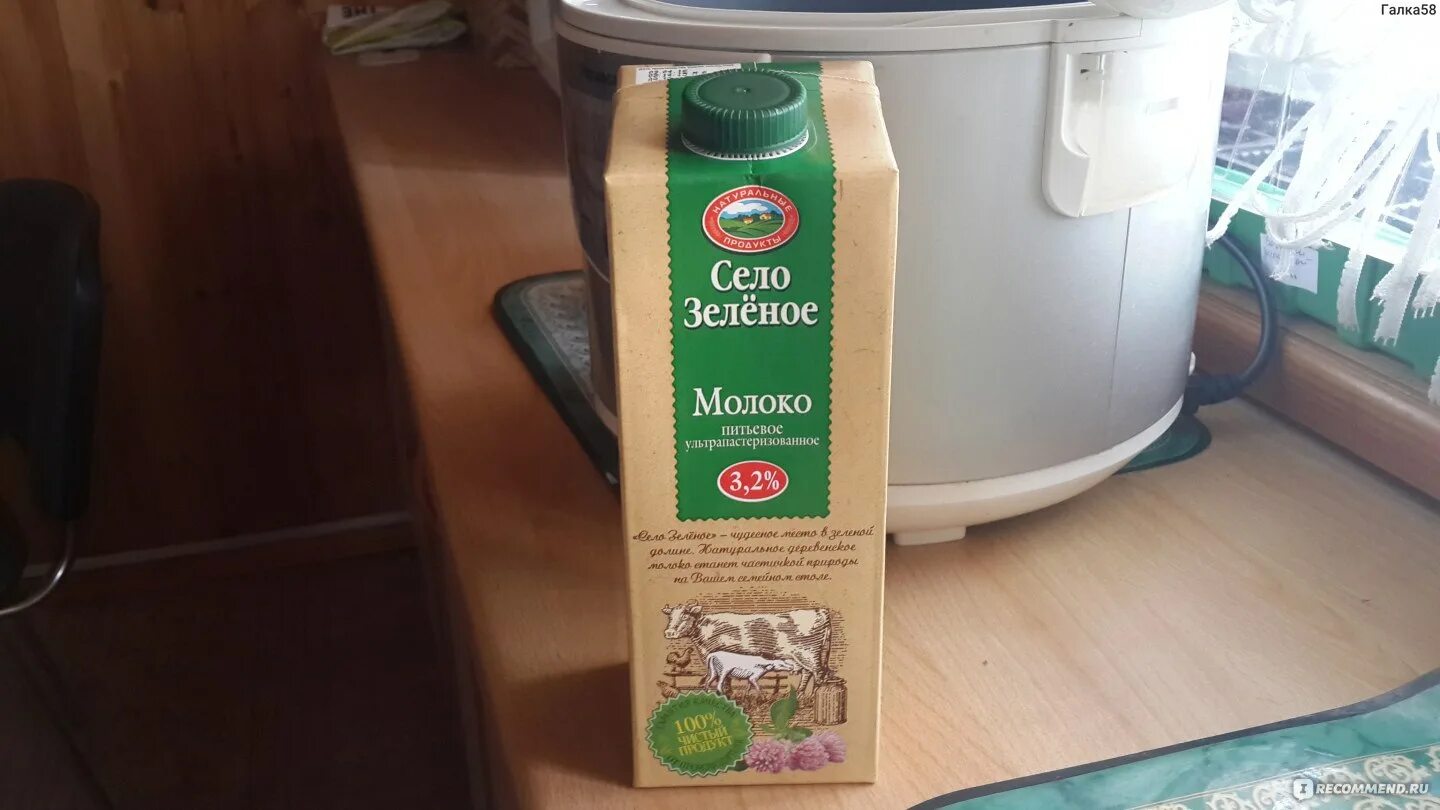 Галка58
НАТУРАЛЬНЫЕ
ПРОДУКТЫ
Село
Зелёное
Молоко
питьевое
ультрапастеризованное
3,2%
«Село Зелёное» – чудесное место в зеленой
долине. Натуральное деревенское
молоко станет частичкой природы
на Вашем семейном столе.
100%
ЧИСТЫЙ
ПРОДУКТ
IRECOMMEND.RU